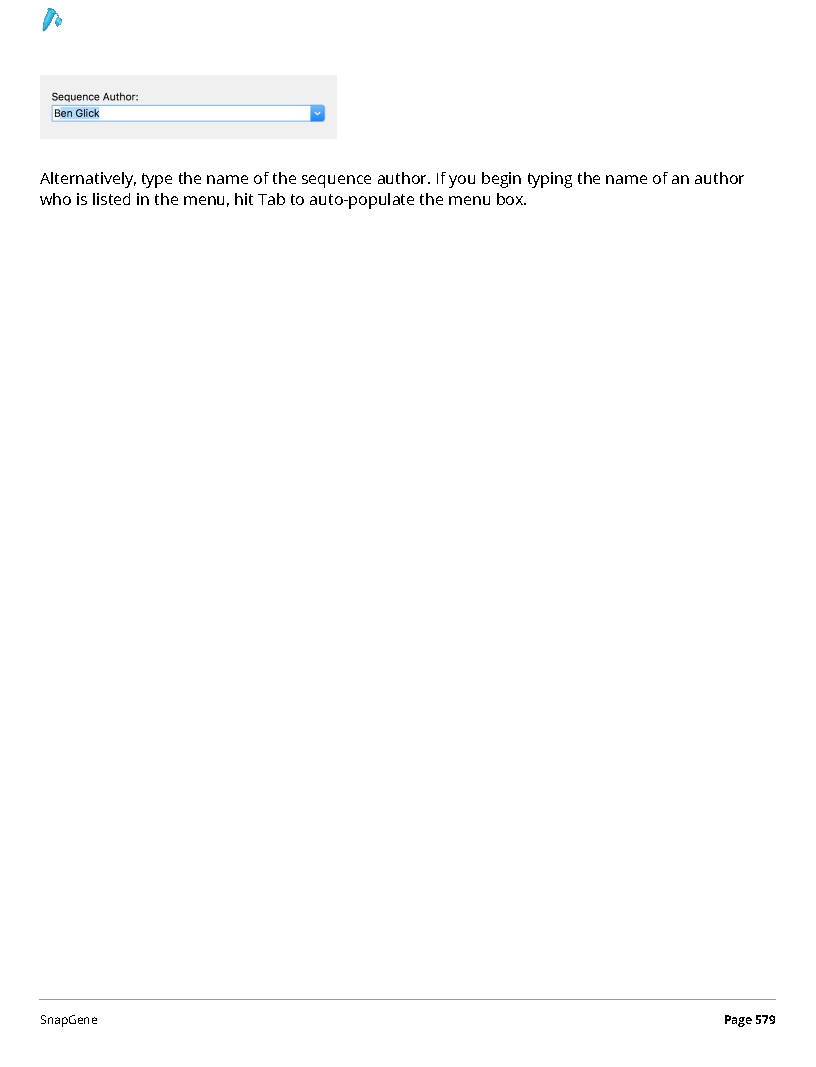 Sequence Author:
Ben Glick
Alternatively, type the name of the sequence author. If you begin typing the name of an author
who is listed in the menu, hit Tab to auto-populate the menu box.
SnapGene
Page 579